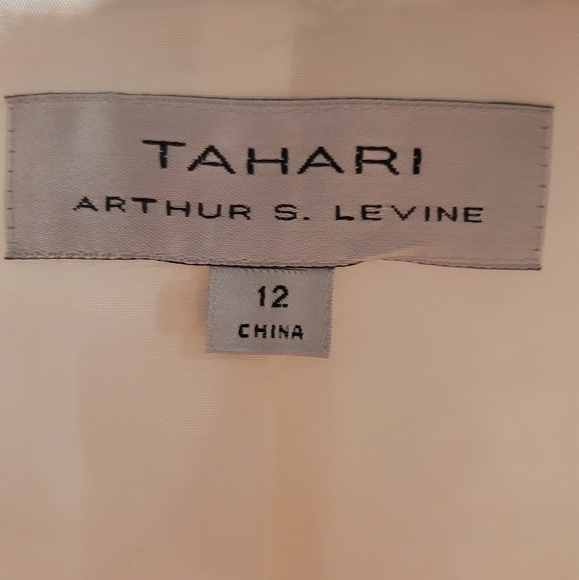 TAHARI
ARTHUR S. LEVINE
12
CHINA